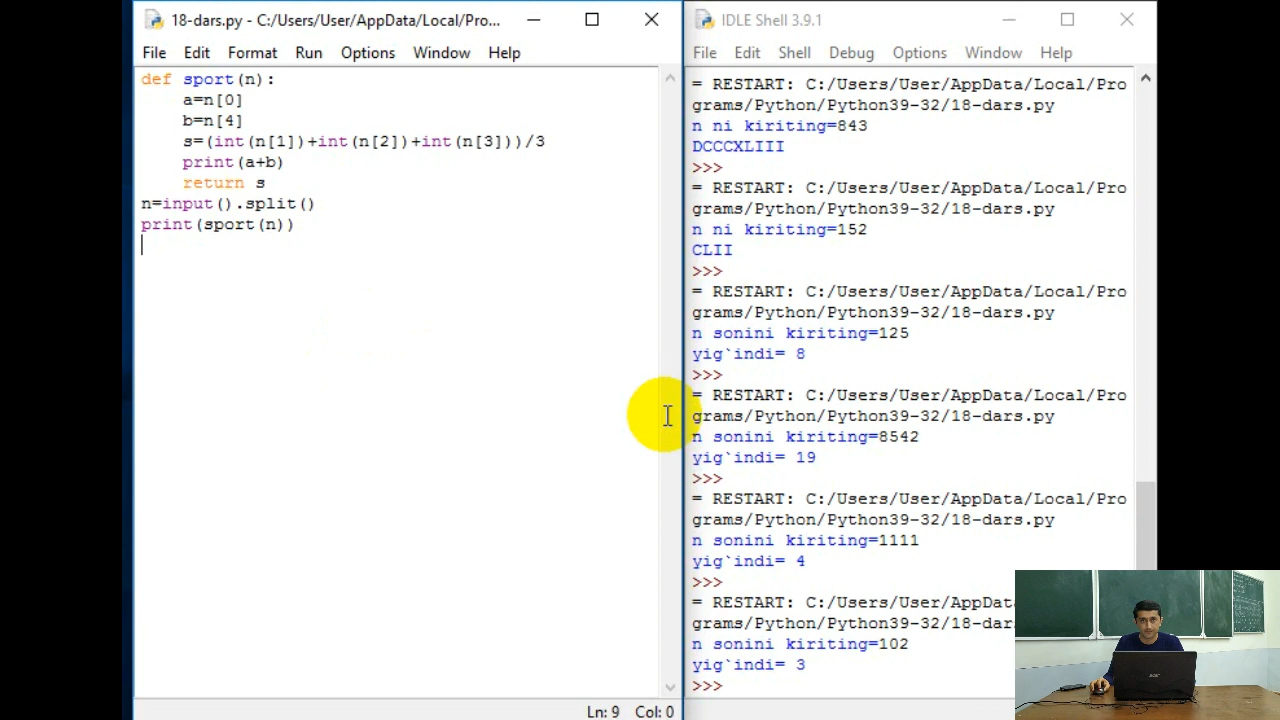 18-dars.py - C:/Users/User/AppData/Local/Pro...
File Edit Format Run Options Window Help
def sport(n):
    a=n[0]
    b=n[4]
    s=(int(n[1])+int(n[2])+int(n[3]))/3
    print(a+b)
    return s
n=input().split()
print(sport(n))
Ln: 9 Col: 0
IDLE Shell 3.9.1
File Edit Shell Debug Options Window Help
= RESTART: C:/Users/User/AppData/Local/Pro
grams/Python/Python39-32/18-dars.py
n ni kiriting=843
DCCCXLIII
>>>
= RESTART: C:/Users/User/AppData/Local/Pro
grams/Python/Python39-32/18-dars.py
n ni kiriting=152
CLII
>>>
= RESTART: C:/Users/User/AppData/Local/Pro
grams/Python/Python39-32/18-dars.py
n sonini kiriting=125
yig`indi= 8
>>>
= RESTART: C:/Users/User/AppData/Local/Pro
grams/Python/Python39-32/18-dars.py
n sonini kiriting=8542
yig`indi= 19
>>>
= RESTART: C:/Users/User/AppData/Local/Pro
grams/Python/Python39-32/18-dars.py
n sonini kiriting=1111
yig`indi= 4
>>>
= RESTART: C:/Users/User/AppDat
grams/Python/Python39-32/18-dar
n sonini kiriting=102
yig`indi= 3
>>>